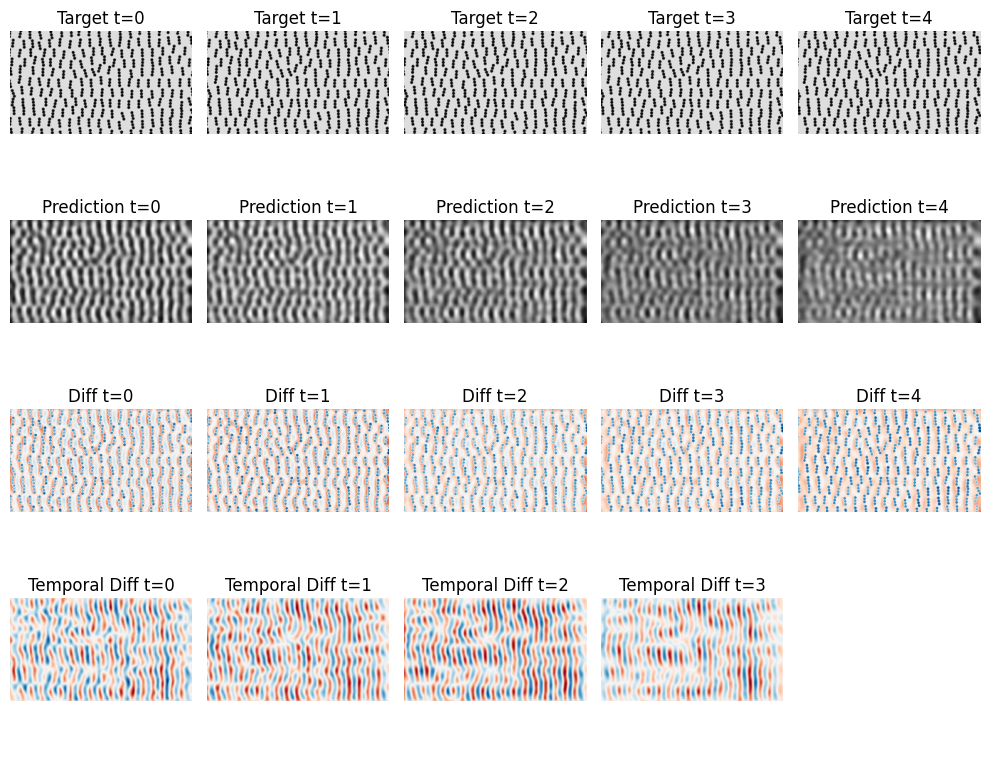 Target t=0 Target t=1 Target t=2 Target t=3 Target t=4
Prediction t=0 Prediction t=1 Prediction t=2 Prediction t=3 Prediction t=4
Diff t=0 Diff t=1 Diff t=2 Diff t=3 Diff t=4
Temporal Diff t=0 Temporal Diff t=1 Temporal Diff t=2 Temporal Diff t=3